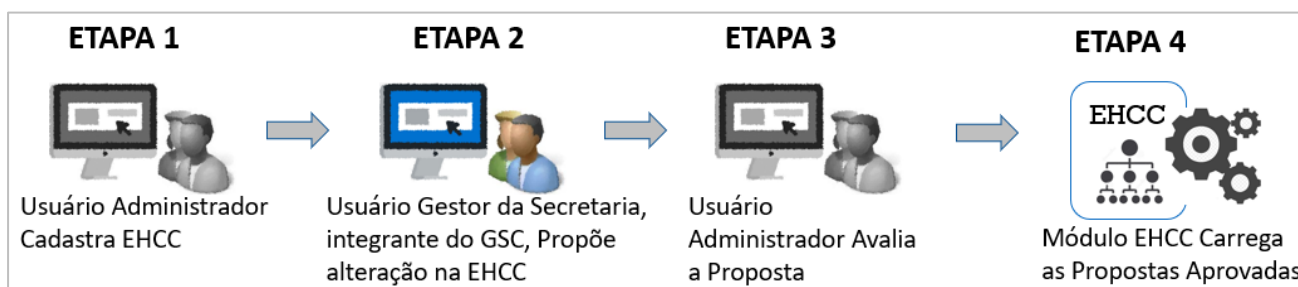 ETAPA 1
ETAPA 2
ETAPA 3
ETAPA 4
EHCC
Usuário Administrador
Cadastra EHCC
Usuário Gestor da Secretaria,
integrante do GSC, Propõe
alteração na EHCC
Usuário
Administrador Avalia
a Proposta
Módulo EHCC Carrega
as Propostas Aprovadas